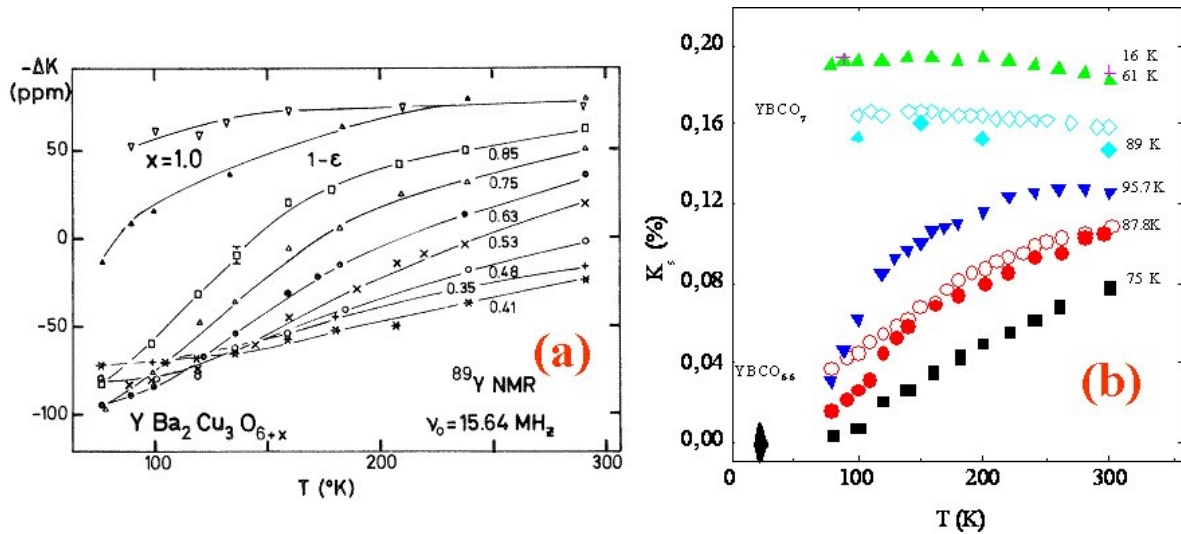 -ΔK
(ppm)
50
0
-50
-100
x=1.0
1-ε
0.85
0.75
0.63
0.53
0.48
0.35
0.41
(a)
⁸⁹Y NMR
Y Ba₂ Cu₃ O₆₊ₓ
ν₀=15.64 MHz
100
200
300
T (°K)
K_s (%)
0,20
0,16
0,12
0,08
0,04
0,00
16 K
61 K
YBCO₇
89 K
95.7 K
87.8K
75 K
YBCO₆₆
(b)
0
100
200
300
T (K)